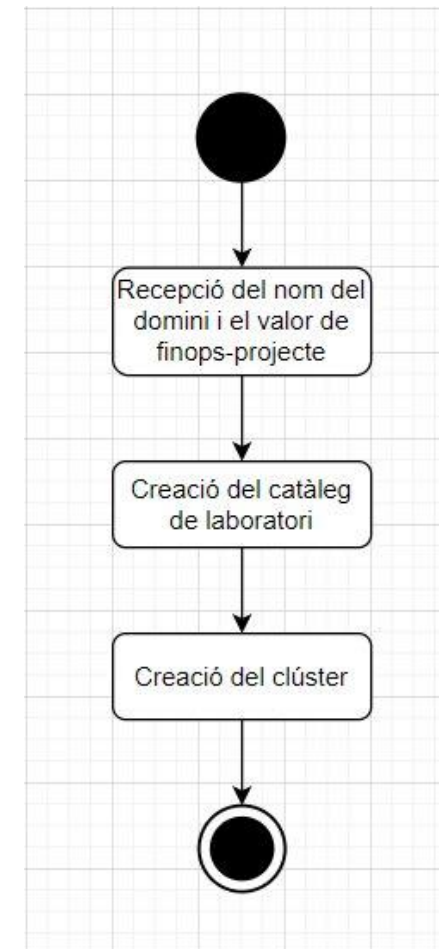 Recepció del nom del
domini i el valor de
finops-projecte
Creació del catàleg
de laboratori
Creació del clúster